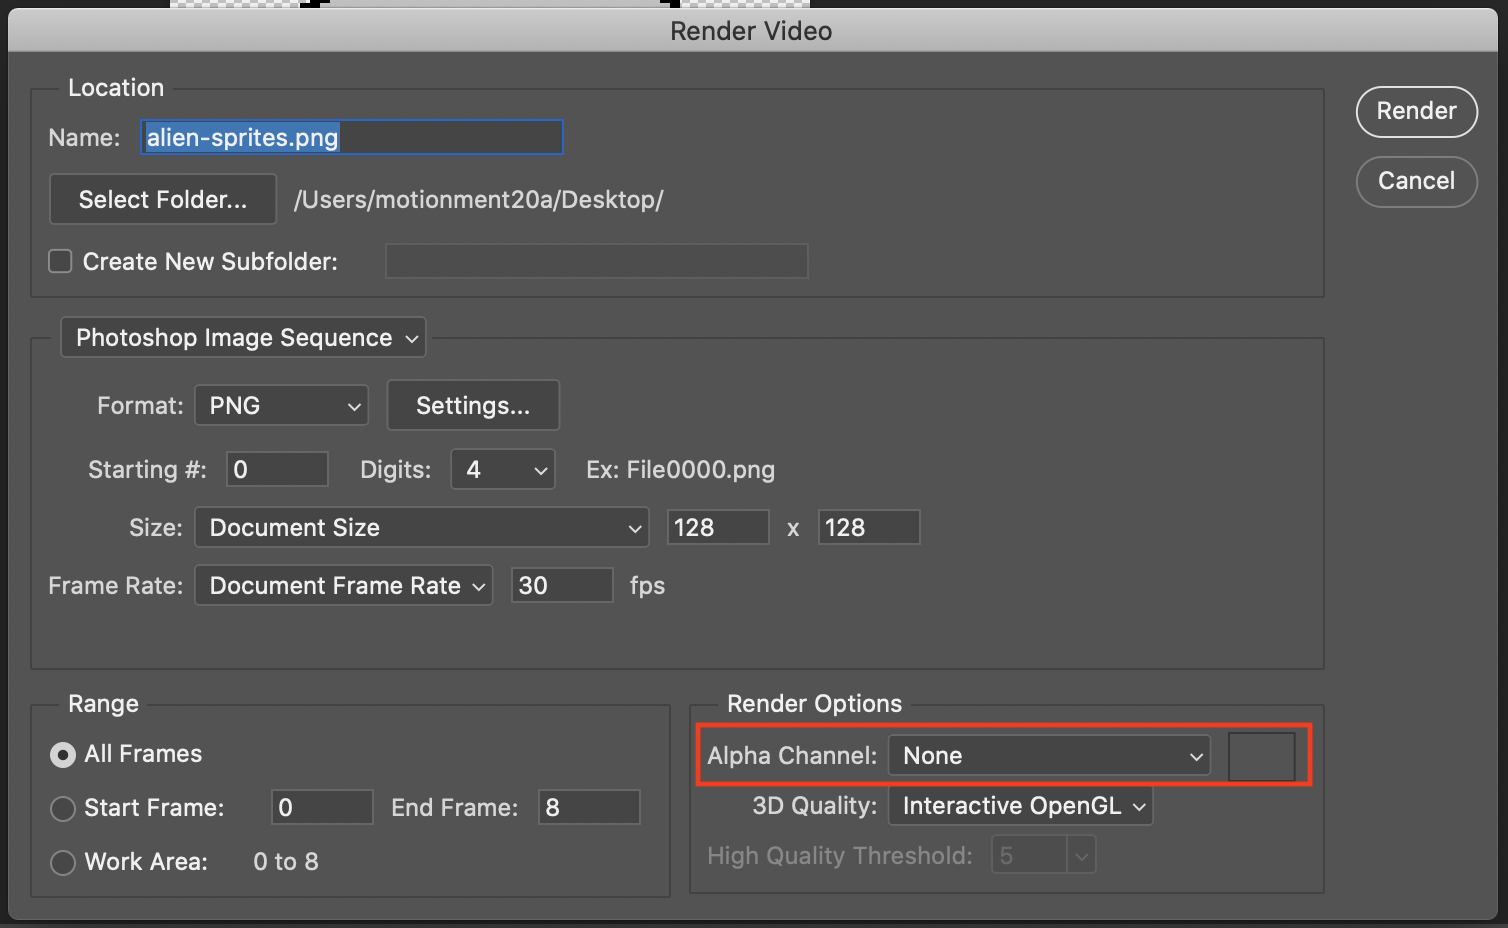 Render Video
Location
Name: alien-sprites.png
Render
Select Folder... /Users/motionment20a/Desktop/
Cancel
Create New Subfolder:
Photoshop Image Sequence
Format: PNG Settings...
Starting #: 0 Digits: 4 Ex: File0000.png
Size: Document Size 128 x 128
Frame Rate: Document Frame Rate 30 fps
Range
All Frames
Start Frame: 0 End Frame: 8
Work Area: 0 to 8
Render Options
Alpha Channel: None
3D Quality: Interactive OpenGL
High Quality Threshold: 5